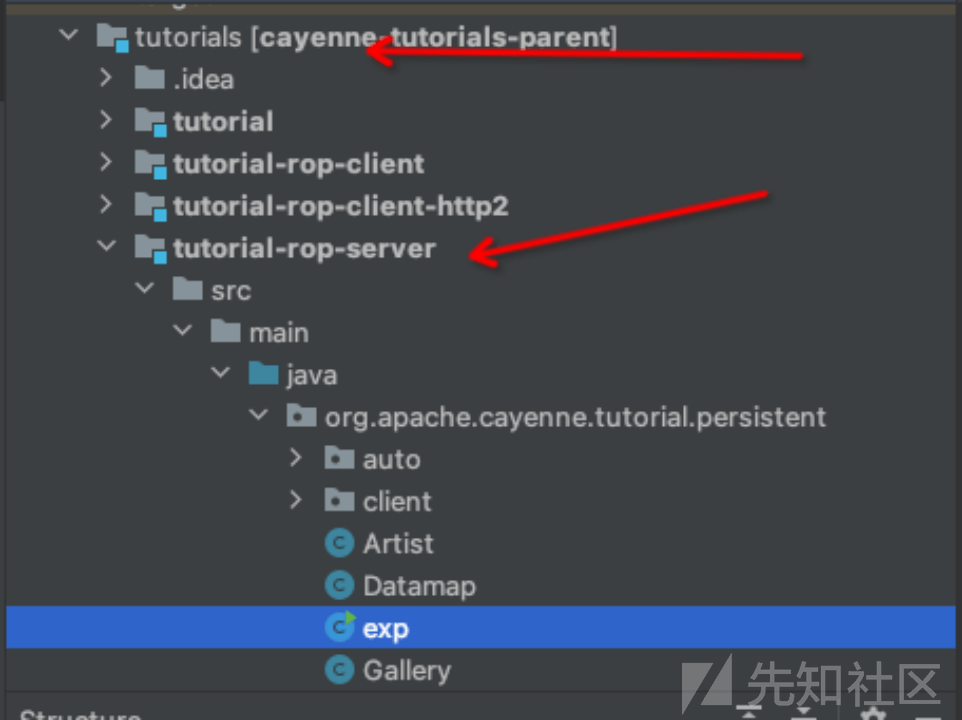 tutorials [cayenne-tutorials-parent]
.idea
tutorial
tutorial-rop-client
tutorial-rop-client-http2
tutorial-rop-server
src
main
java
org.apache.cayenne.tutorial.persistent
auto
client
Artist
Datamap
exp
Gallery
先知社区
Structure